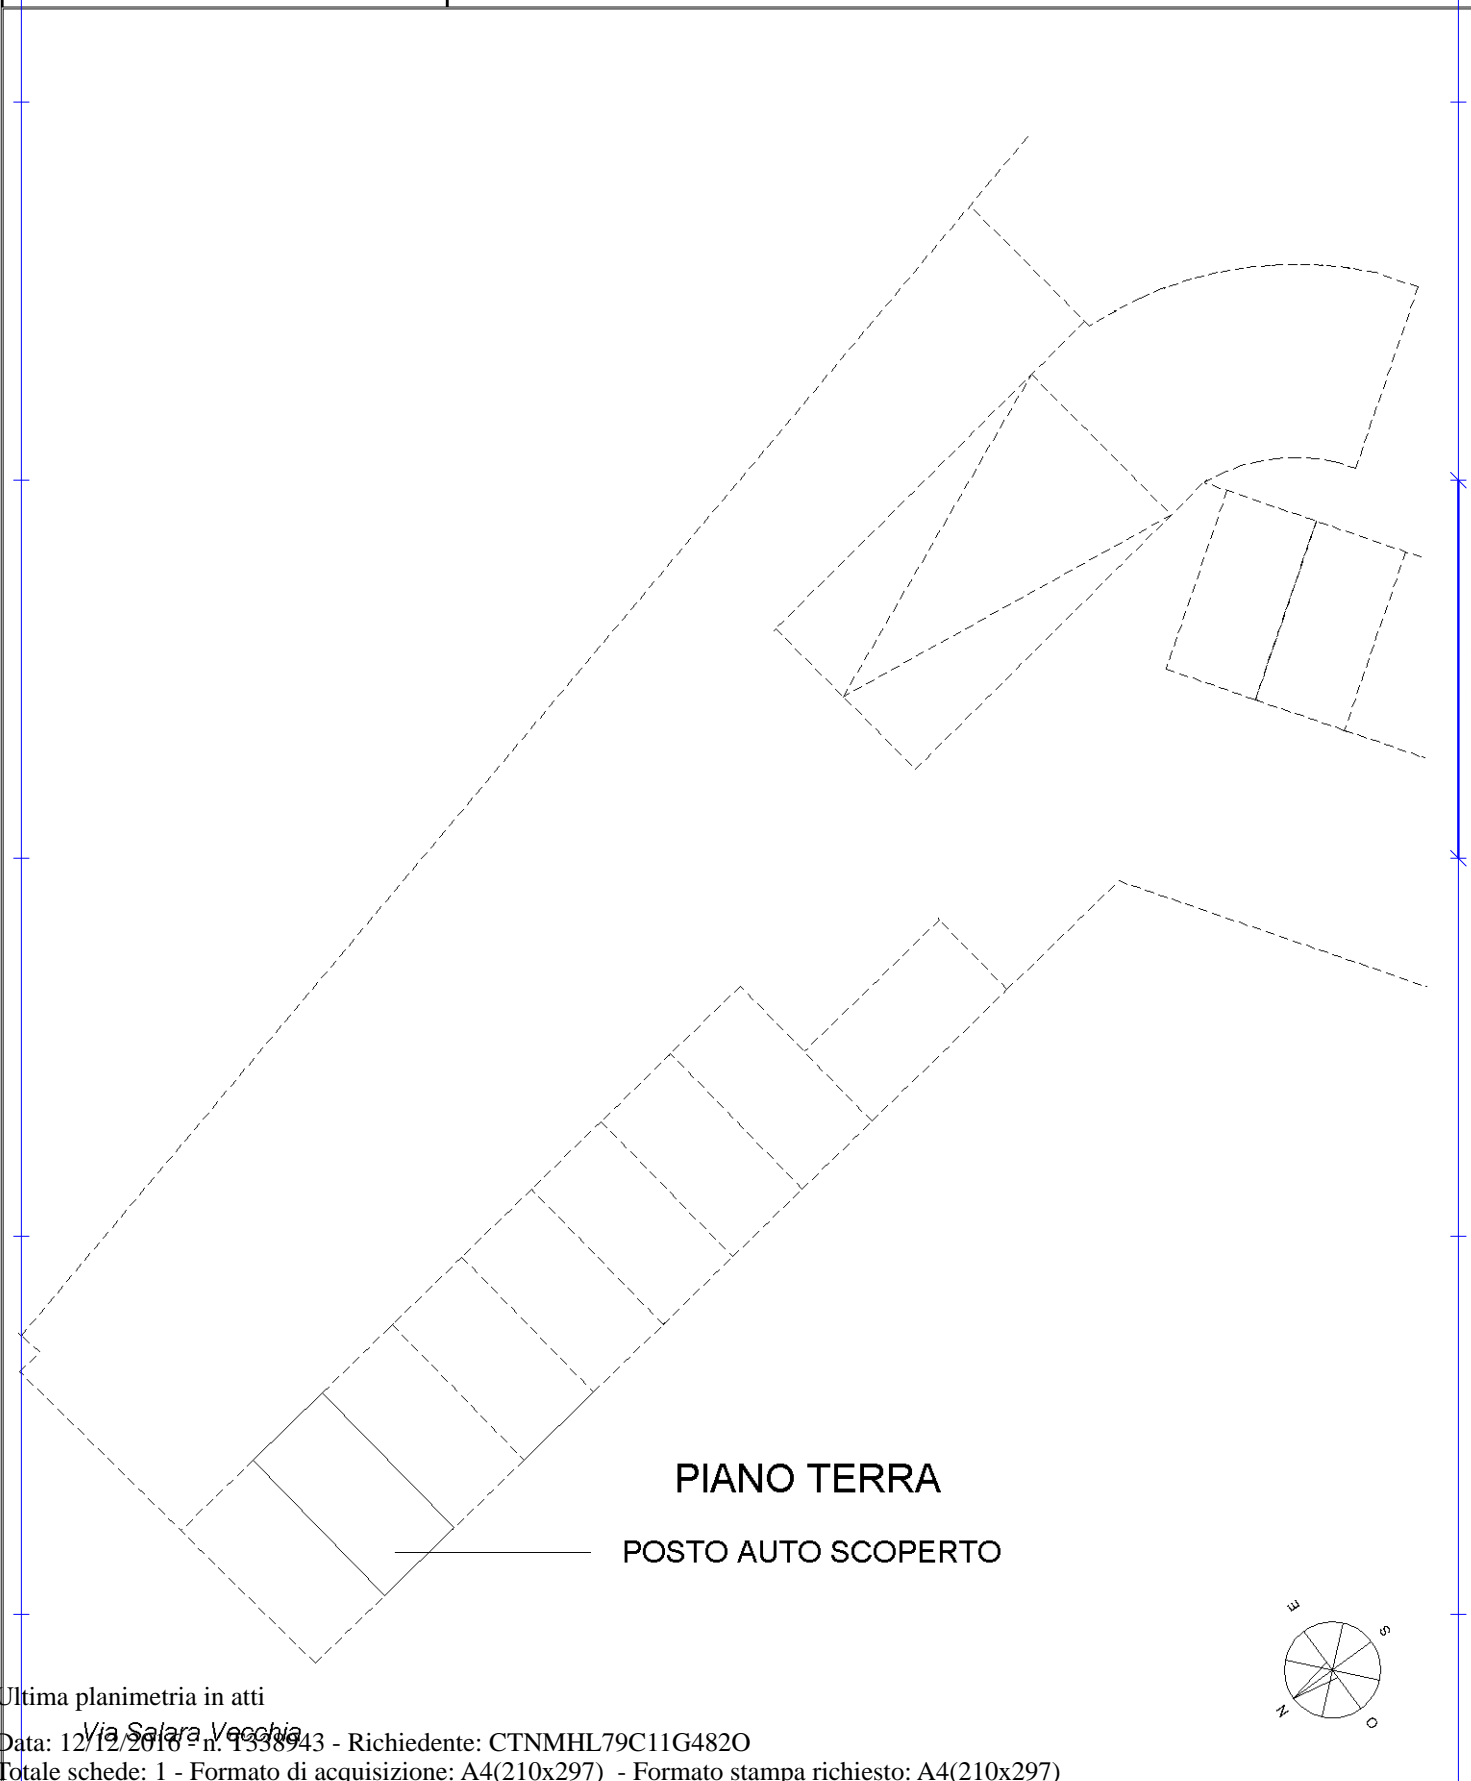 PIANO TERRA
POSTO AUTO SCOPERTO
E
S
N
O
Ultima planimetria in atti
Via Salara Vecchia
Data: 12/12/2016 - n. T338943 - Richiedente: CTNMHL79C11G482O
Totale schede: 1 - Formato di acquisizione: A4(210x297) - Formato stampa richiesto: A4(210x297)